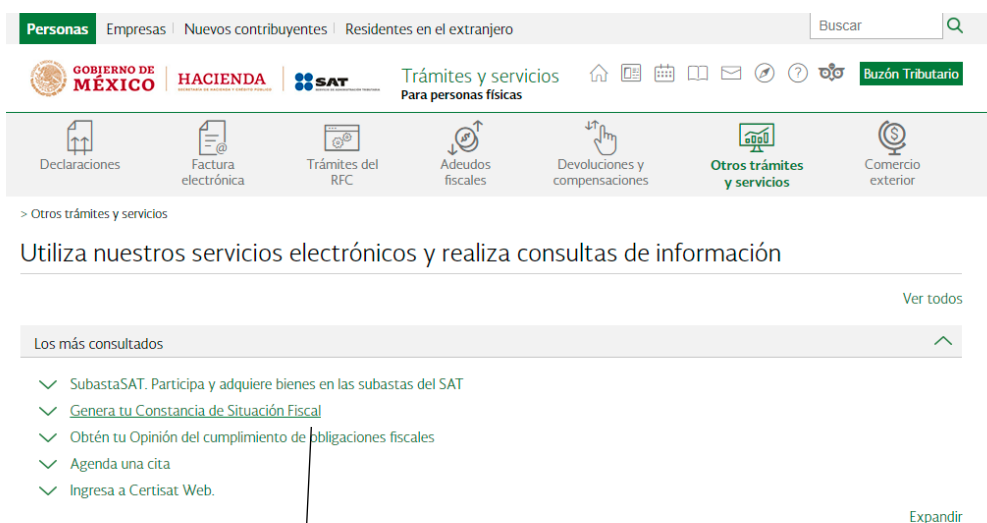 Personas Empresas Nuevos contribuyentes Residentes en el extranjero Buscar
GOBIERNO DE MÉXICO HACIENDA SAT Trámites y servicios Buzón Tributario
Para personas físicas
Declaraciones Factura electrónica Trámites del RFC Adeudos fiscales Devoluciones y compensaciones Otros trámites y servicios Comercio exterior
> Otros trámites y servicios
Utiliza nuestros servicios electrónicos y realiza consultas de información
Ver todos
Los más consultados
SubastaSAT. Participa y adquiere bienes en las subastas del SAT
Genera tu Constancia de Situación Fiscal
Obtén tu Opinión del cumplimiento de obligaciones fiscales
Agenda una cita
Ingresa a Certisat Web.
Expandir